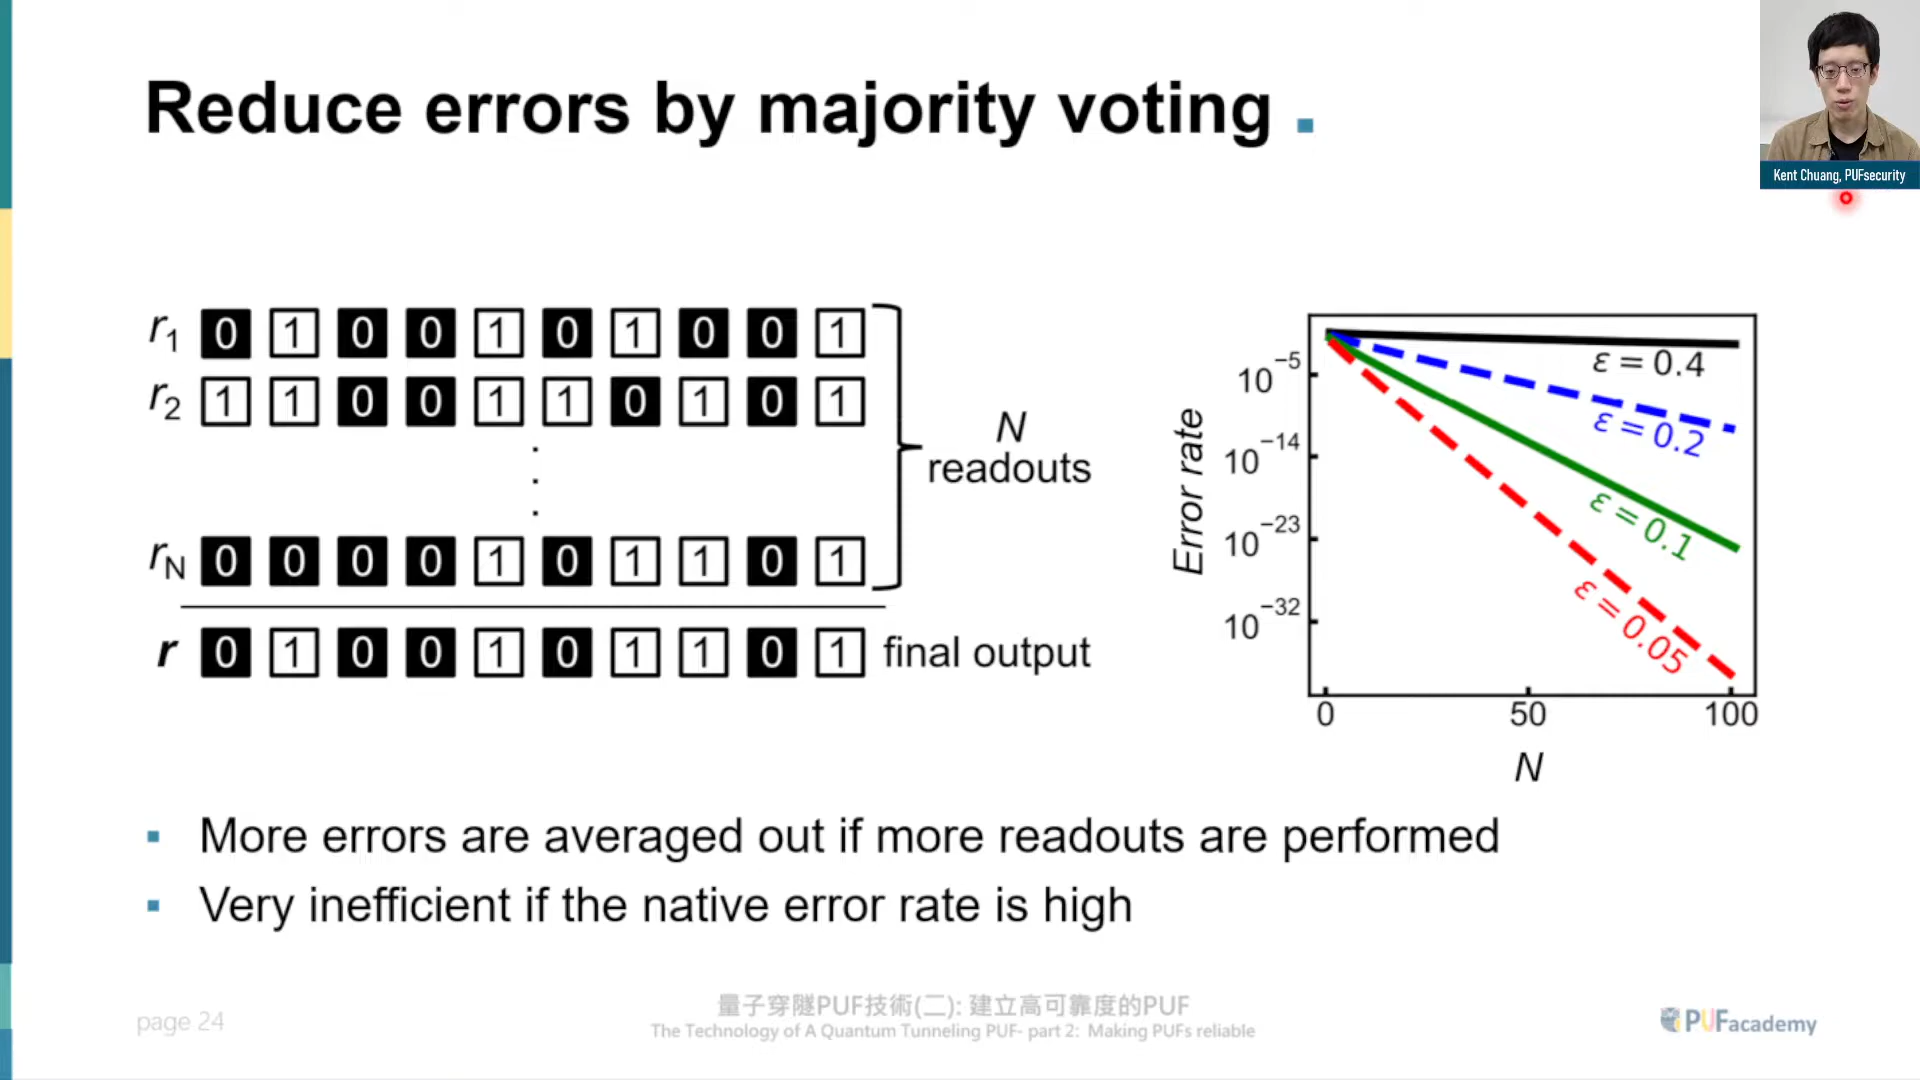 Reduce errors by majority voting .
Kent Chuang, PUFsecurity
r1 0 1 0 0 1 0 1 0 0 1
r2 1 1 0 0 1 1 0 1 0 1
rN 0 0 0 0 1 0 1 1 0 1
N
readouts
r 0 1 0 0 1 0 1 1 0 1 final output
Error rate
10^-5
10^-14
10^-23
10^-32
ε = 0.4
ε = 0.2
ε = 0.1
ε = 0.05
0 50 100
N
▪ More errors are averaged out if more readouts are performed
▪ Very inefficient if the native error rate is high
page 24
量子穿隧PUF技術(二): 建立高可靠度的PUF
The Technology of A Quantum Tunneling PUF- part 2: Making PUFs reliable
PUFacademy